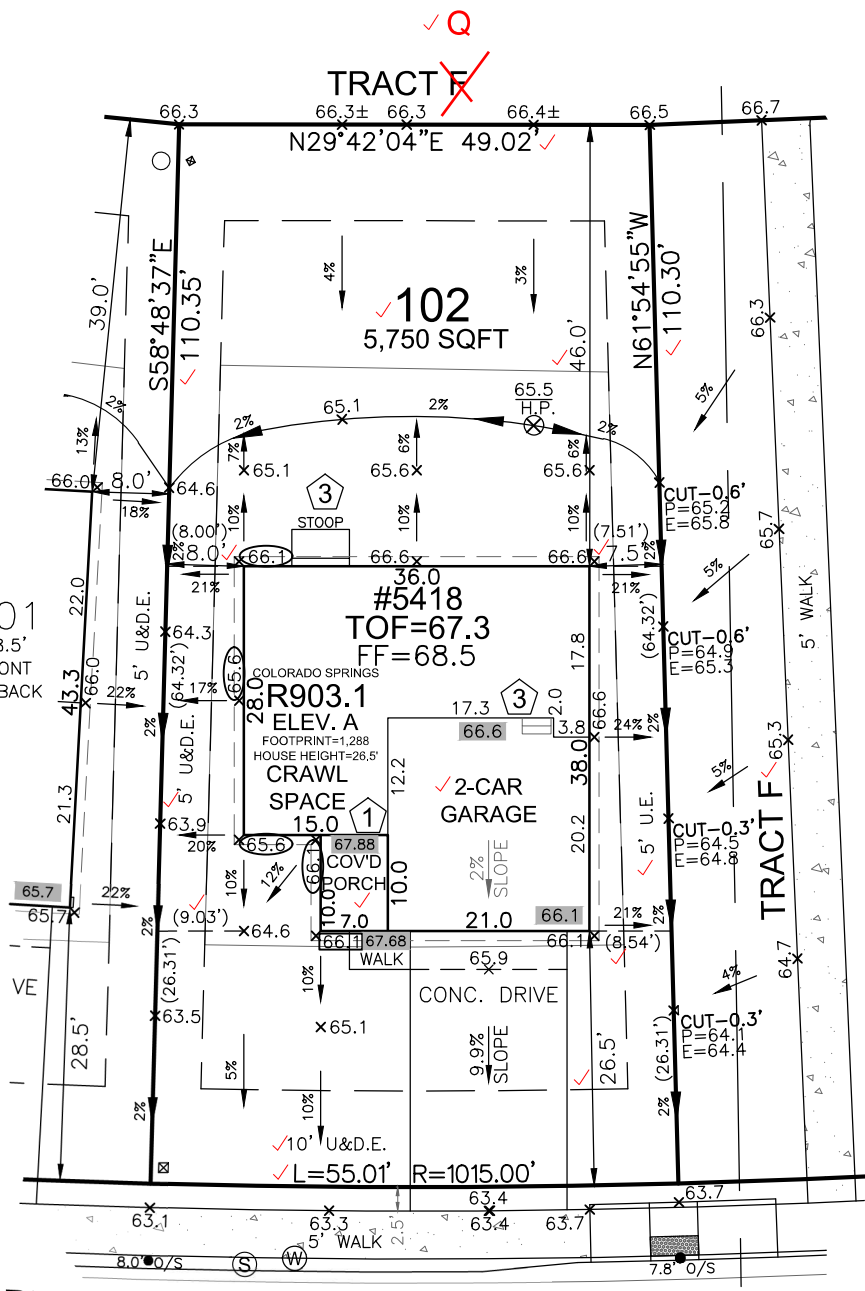 ✓ Q
TRACT F
66.3 66.3± 66.3 66.4± 66.5 66.7
N29°42'04"E 49.02' ✓
S58°48'37"E
✓ 110.35'
N61°54'55"W
✓ 110.30'
39.0'
4%
3%
✓ 102
5,750 SQFT
✓ 46.0'
66.3
5%
65.5
H.P.
65.1
2%
2%
2%
2%
13%
7%
6%
6%
65.1
65.6
65.6
66.0
8.0'
64.6
18%
3
STOOP
10%
10%
10%
CUT-0.6'
P=65.2
E=65.8
65.7
(8.00')
8.0' ✓
2%
66.1
66.6
66.6
(7.51')
✓ 7.5'
2%
21%
36.0
21%
5%
#5418
TOF=67.3
FF=68.5
01
22.0
5' U&D.E.
64.3
(64.32')
(64.32')
CUT-0.6'
P=64.9
E=65.3
5' WALK
17.8
8.5'
ONT
BACK
43.3
66.0
22%
17%
65.6
28.0
COLORADO SPRINGS
R903.1
ELEV. A
FOOTPRINT=1,288
HOUSE HEIGHT=26,5'
CRAWL
SPACE
17.3
3
2.0
3.8
66.6
66.6
24%
2%
2%
38.0
65.3
5%
12.2
✓ 2-CAR
GARAGE
5' U&D.E.
✓
21.3
63.9
20%
65.6
15.0
1
67.88
COV'D
PORCH
✓
66.1
10.0
10.0
7.0
2%
SLOPE
20.2
5' U.E.
✓
CUT-0.3'
P=64.5
E=64.8
TRACT F ✓
65.7
65.7
22%
10%
12%
✓
(9.03')
2%
64.6
66.1
67.68
21.0
66.1
66.1
21%
2%
(8.54')
✓
WALK
65.9
CONC. DRIVE
64.7
4%
(26.31')
VE
28.5'
63.5
10%
65.1
9.9%
SLOPE
✓ 26.5'
(26.31')
CUT-0.3'
P=64.1
E=64.4
5%
10%
2%
2%
✓ 10' U&D.E.
✓ L=55.01' R=1015.00'
63.1
63.3
63.4
63.4
63.7
63.7
2.5'
5' WALK
8.0' O/S
S
W
7.8' O/S